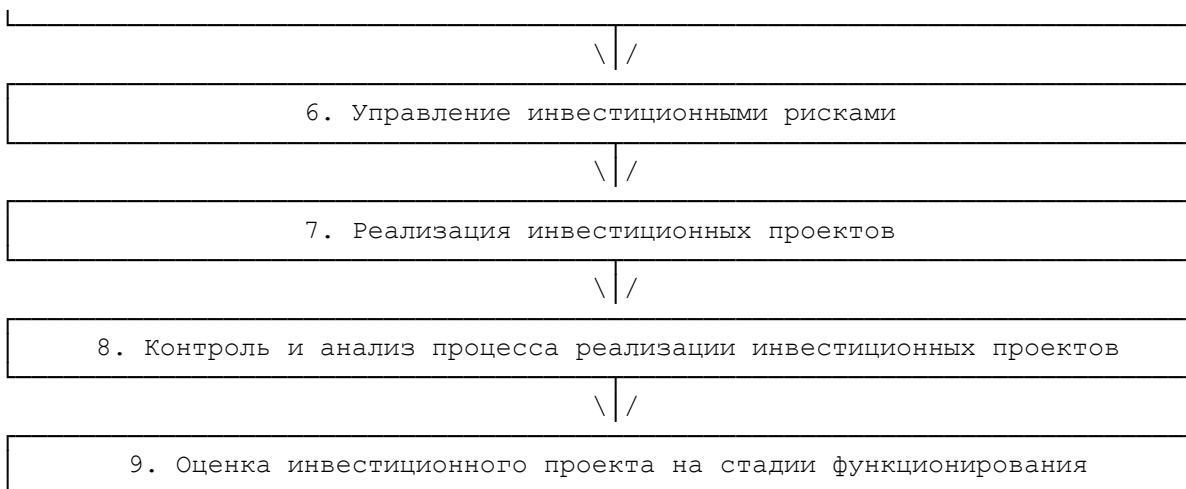 6. Управление инвестиционными рисками
7. Реализация инвестиционных проектов
8. Контроль и анализ процесса реализации инвестиционных проектов
9. Оценка инвестиционного проекта на стадии функционирования